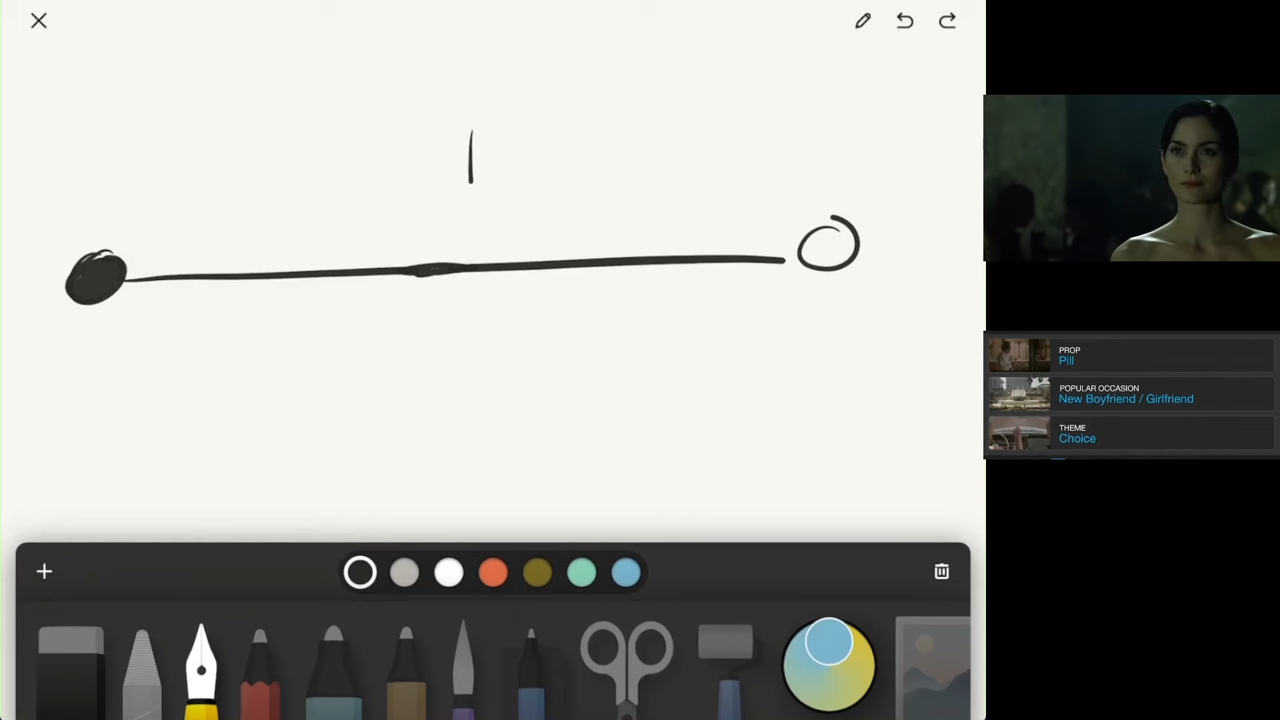 PROP
Pill
POPULAR OCCASION
New Boyfriend / Girlfriend
THEME
Choice